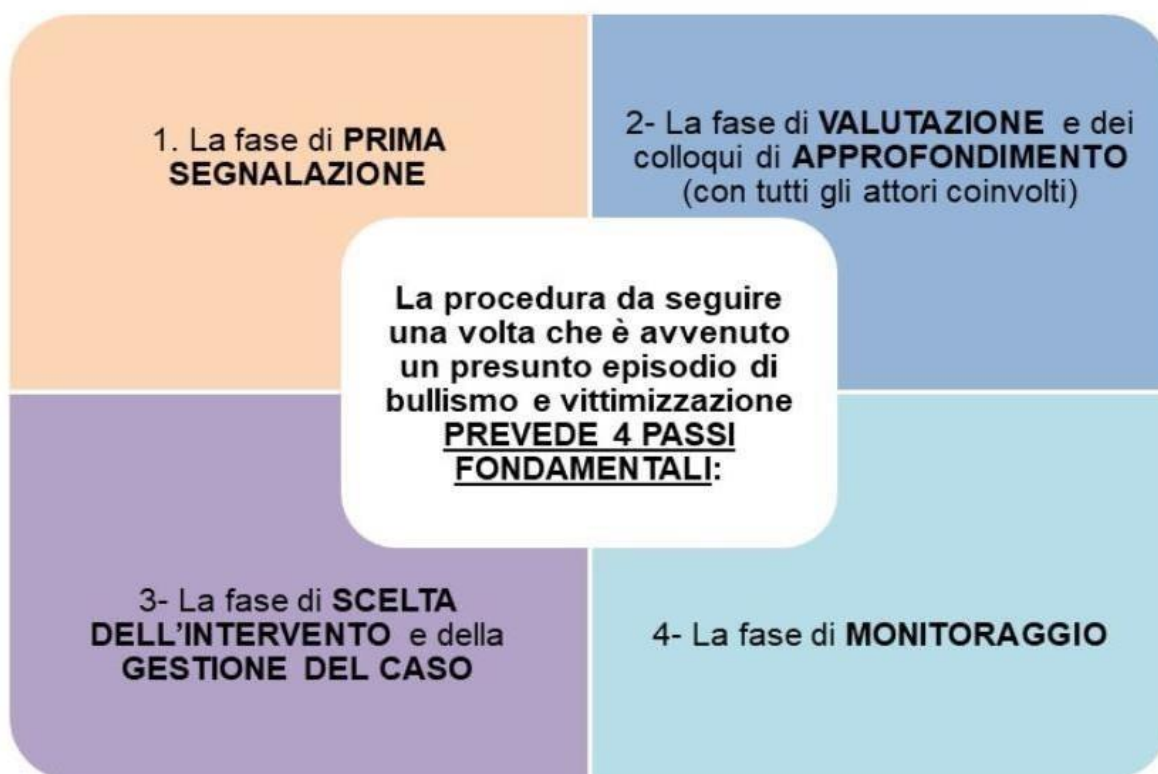 1. La fase di PRIMA
SEGNALAZIONE
2- La fase di VALUTAZIONE e dei
colloqui di APPROFONDIMENTO
(con tutti gli attori coinvolti)
La procedura da seguire
una volta che è avvenuto
un presunto episodio di
bullismo e vittimizzazione
PREVEDE 4 PASSI
FONDAMENTALI:
3- La fase di SCELTA
DELL'INTERVENTO e della
GESTIONE DEL CASO
4- La fase di MONITORAGGIO